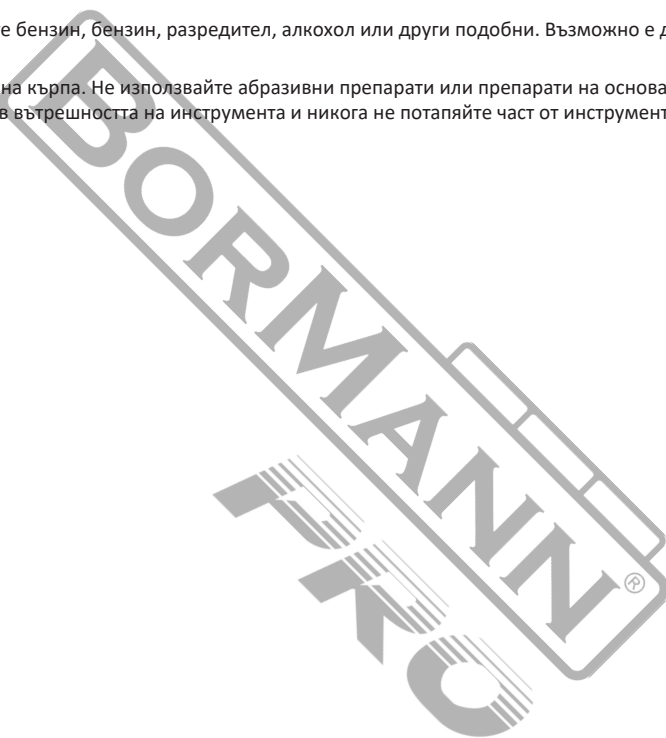 е бензин, бензин, разредител, алкохол или други подобни. Възможно е д
на кърпа. Не използвайте абразивни препарати или препарати на основа
в вътрешността на инструмента и никога не потапяйте част от инструмент
BORMANN®
PRO